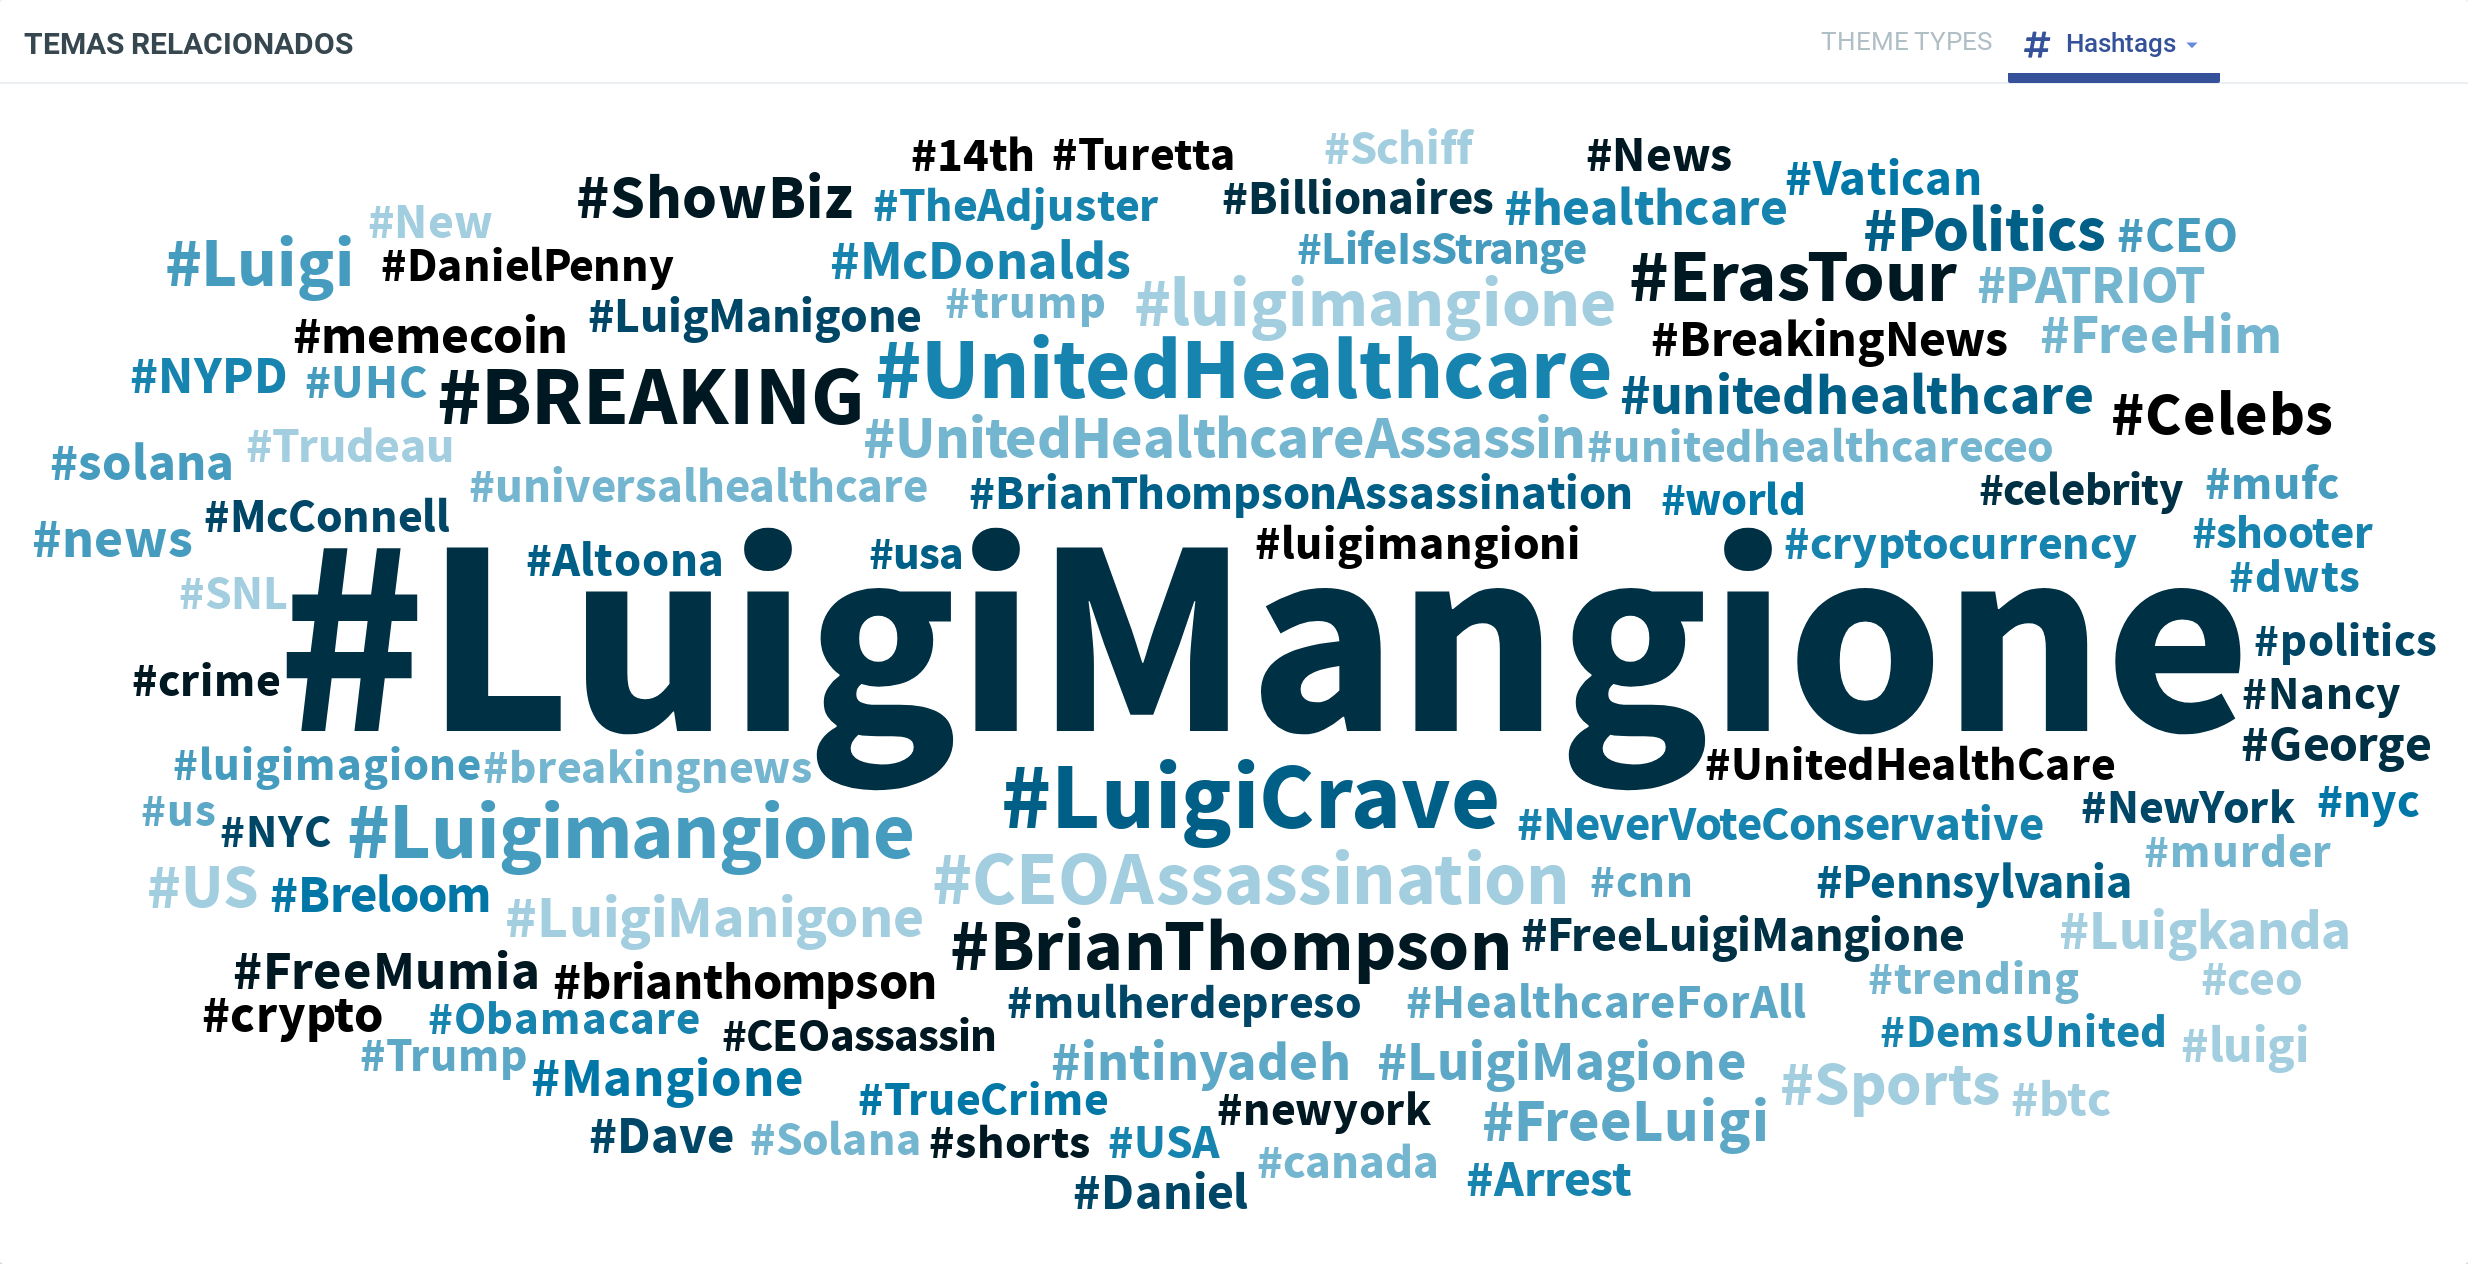 TEMAS RELACIONADOS
THEME TYPES # Hashtags
#14th #Turetta #Schiff #News
#ShowBiz #TheAdjuster #Billionaires #healthcare #Vatican
#New #Politics #CEO
#Luigi #DanielPenny #McDonalds #LifeIsStrange #ErasTour #PATRIOT
#memecoin #LuigManigone #trump #luigimangione #BreakingNews #FreeHim
#NYPD #UHC #BREAKING #UnitedHealthcare #unitedhealthcare #Celebs
#solana #Trudeau #UnitedHealthcareAssassin #unitedhealthcareceo
#universalhealthcare #BrianThompsonAssassination #world #celebrity #mufc
#news #McConnell #Altoona #usa #luigimangioni #cryptocurrency #shooter
#SNL #dwts
#LuigiMangione
#crime #politics
#Nancy
#luigimagione #breakingnews #UnitedHealthCare #George
#us #NYC #Luigimangione #LuigiCrave #NeverVoteConservative #NewYork #nyc
#murder
#US #Breloom #LuigiManigone #CEOAssassination #cnn #Pennsylvania
#BrianThompson #FreeLuigiMangione #Luigkanda
#FreeMumia #brianthompson #trending #ceo
#crypto #Obamacare #CEOassassin #mulherdepreso #HealthcareForAll #DemsUnited #luigi
#Trump #Mangione #intinyadeh #LuigiMagione #Sports #btc
#TrueCrime #newyork #FreeLuigi
#Dave #Solana #shorts #USA #canada #Arrest
#Daniel